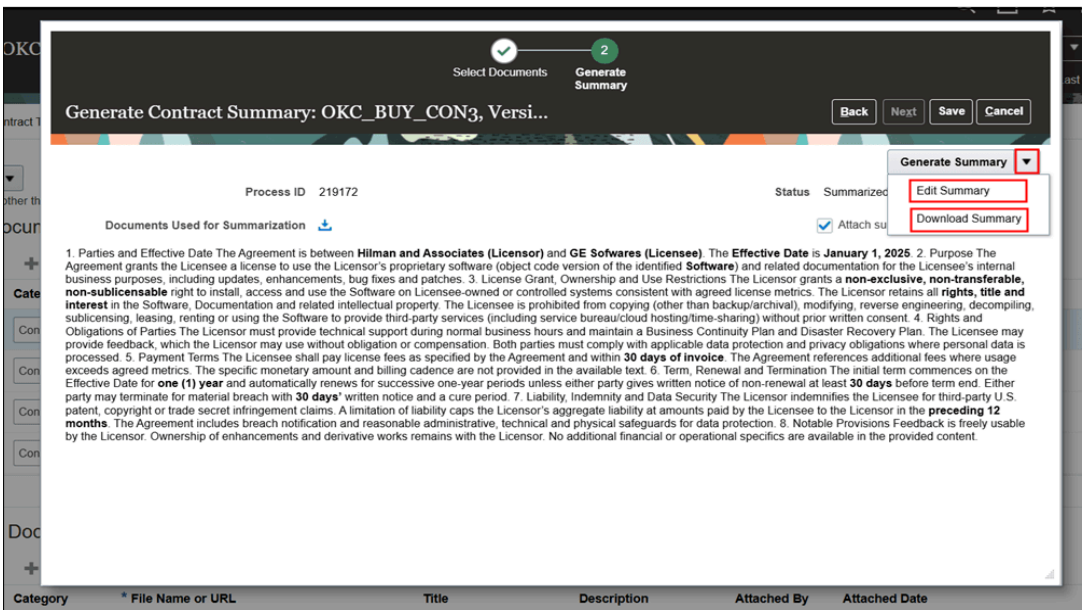 OKC
Select Documents
2
Generate
Summary
Generate Contract Summary: OKC_BUY_CON3, Versi...
Back Next Save Cancel
Generate Summary
Edit Summary
Download Summary
Process ID 219172
Status Summarized
Documents Used for Summarization
Attach su
1. Parties and Effective Date The Agreement is between Hilman and Associates (Licensor) and GE Sofwares (Licensee). The Effective Date is January 1, 2025. 2. Purpose The
Agreement grants the Licensee a license to use the Licensor's proprietary software (object code version of the identified Software) and related documentation for the Licensee's internal
business purposes, including updates, enhancements, bug fixes and patches. 3. License Grant, Ownership and Use Restrictions The Licensor grants a non-exclusive, non-transferable,
non-sublicensable right to install, access and use the Software on Licensee-owned or controlled systems consistent with agreed license metrics. The Licensor retains all rights, title and
interest in the Software, Documentation and related intellectual property. The Licensee is prohibited from copying (other than backup/archival), modifying, reverse engineering, decompiling,
sublicensing, leasing, renting or using the Software to provide third-party services (including service bureau/cloud hosting/time-sharing) without prior written consent. 4. Rights and
Obligations of Parties The Licensor must provide technical support during normal business hours and maintain a Business Continuity Plan and Disaster Recovery Plan. The Licensee may
provide feedback, which the Licensor may use without obligation or compensation. Both parties must comply with applicable data protection and privacy obligations where personal data is
processed. 5. Payment Terms The Licensee shall pay license fees as specified by the Agreement and within 30 days of invoice. The Agreement references additional fees where usage
exceeds agreed metrics. The specific monetary amount and billing cadence are not provided in the available text. 6. Term, Renewal and Termination The initial term commences on the
Effective Date for one (1) year and automatically renews for successive one-year periods unless either party gives written notice of non-renewal at least 30 days before term end. Either
party may terminate for material breach with 30 days' written notice and a cure period. 7. Liability, Indemnity and Data Security The Licensor indemnifies the Licensee for third-party U.S.
patent, copyright or trade secret infringement claims. A limitation of liability caps the Licensor's aggregate liability at amounts paid by the Licensee to the Licensor in the preceding 12
months. The Agreement includes breach notification and reasonable administrative, technical and physical safeguards for data protection. 8. Notable Provisions Feedback is freely usable
by the Licensor. Ownership of enhancements and derivative works remains with the Licensor. No additional financial or operational specifics are available in the provided content.
ntract T
other th
ocun
Cate
Con
Con
Con
Con
Doc
Category * File Name or URL Title Description Attached By Attached Date